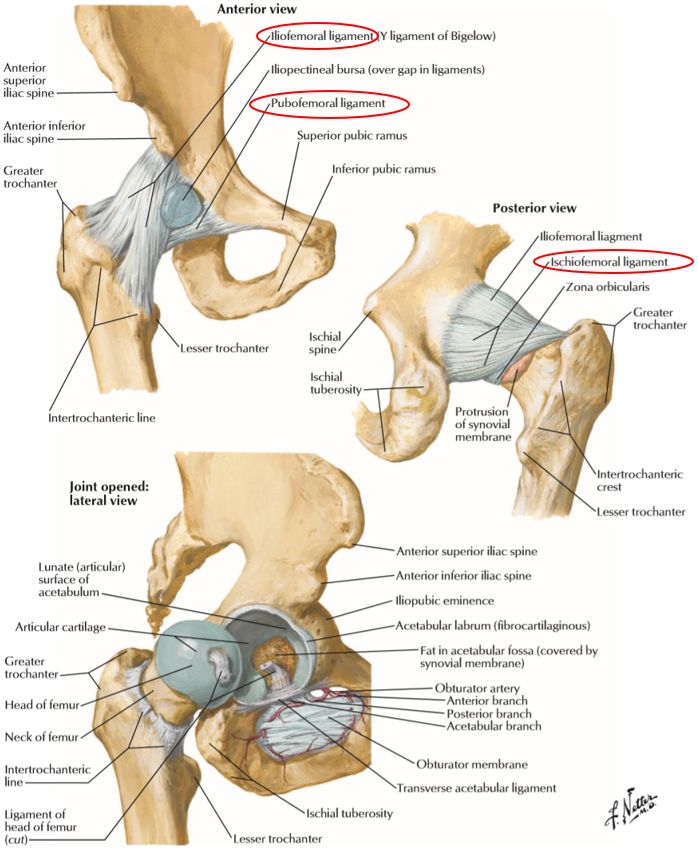 Anterior view
Iliofemoral ligament (Y ligament of Bigelow)
Iliopectineal bursa (over gap in ligaments)
Pubofemoral ligament
Superior pubic ramus
Inferior pubic ramus
Anterior
superior
iliac spine
Anterior inferior
iliac spine
Greater
trochanter
Lesser trochanter
Intertrochanteric line
Posterior view
Iliofemoral liagment
Ischiofemoral ligament
Zona orbicularis
Greater
trochanter
Ischial
spine
Ischial
tuberosity
Protrusion
of synovial
membrane
Intertrochanteric
crest
Lesser trochanter
Joint opened:
lateral view
Lunate (articular)
surface of
acetabulum
Articular cartilage
Greater
trochanter
Head of femur
Neck of femur
Intertrochanteric
line
Ligament of
head of femur
(cut)
Anterior superior iliac spine
Anterior inferior iliac spine
Iliopubic eminence
Acetabular labrum (fibrocartilaginous)
Fat in acetabular fossa (covered by
synovial membrane)
Obturator artery
Anterior branch
Posterior branch
Acetabular branch
Obturator membrane
Transverse acetabular ligament
Ischial tuberosity
Lesser trochanter
F. Netter
M.D.